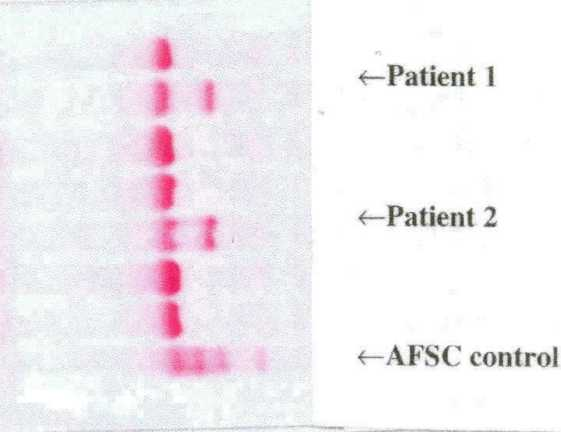 ←Patient 1
←Patient 2
←AFSC control